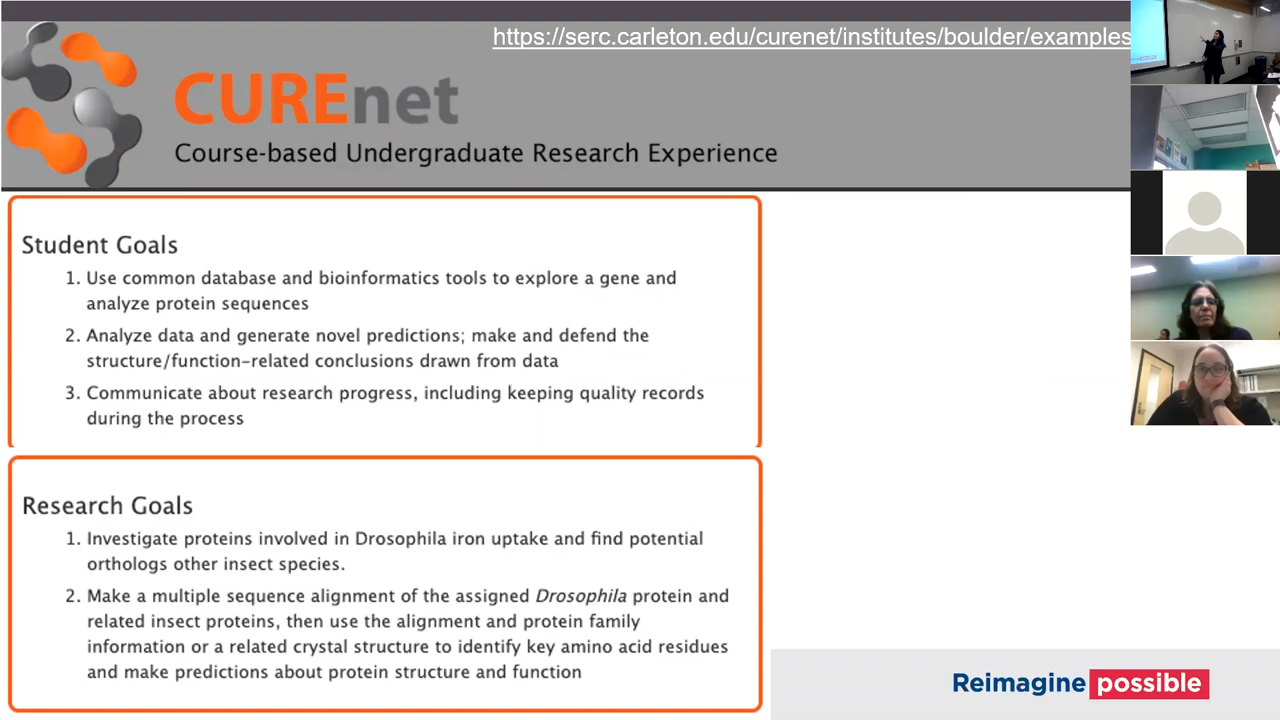 https://serc.carleton.edu/curenet/institutes/boulder/examples
CUREnet
Course-based Undergraduate Research Experience
Student Goals
1. Use common database and bioinformatics tools to explore a gene and
analyze protein sequences
2. Analyze data and generate novel predictions; make and defend the
structure/function-related conclusions drawn from data
3. Communicate about research progress, including keeping quality records
during the process
Research Goals
1. Investigate proteins involved in Drosophila iron uptake and find potential
orthologs other insect species.
2. Make a multiple sequence alignment of the assigned Drosophila protein and
related insect proteins, then use the alignment and protein family
information or a related crystal structure to identify key amino acid residues
and make predictions about protein structure and function
Reimagine possible